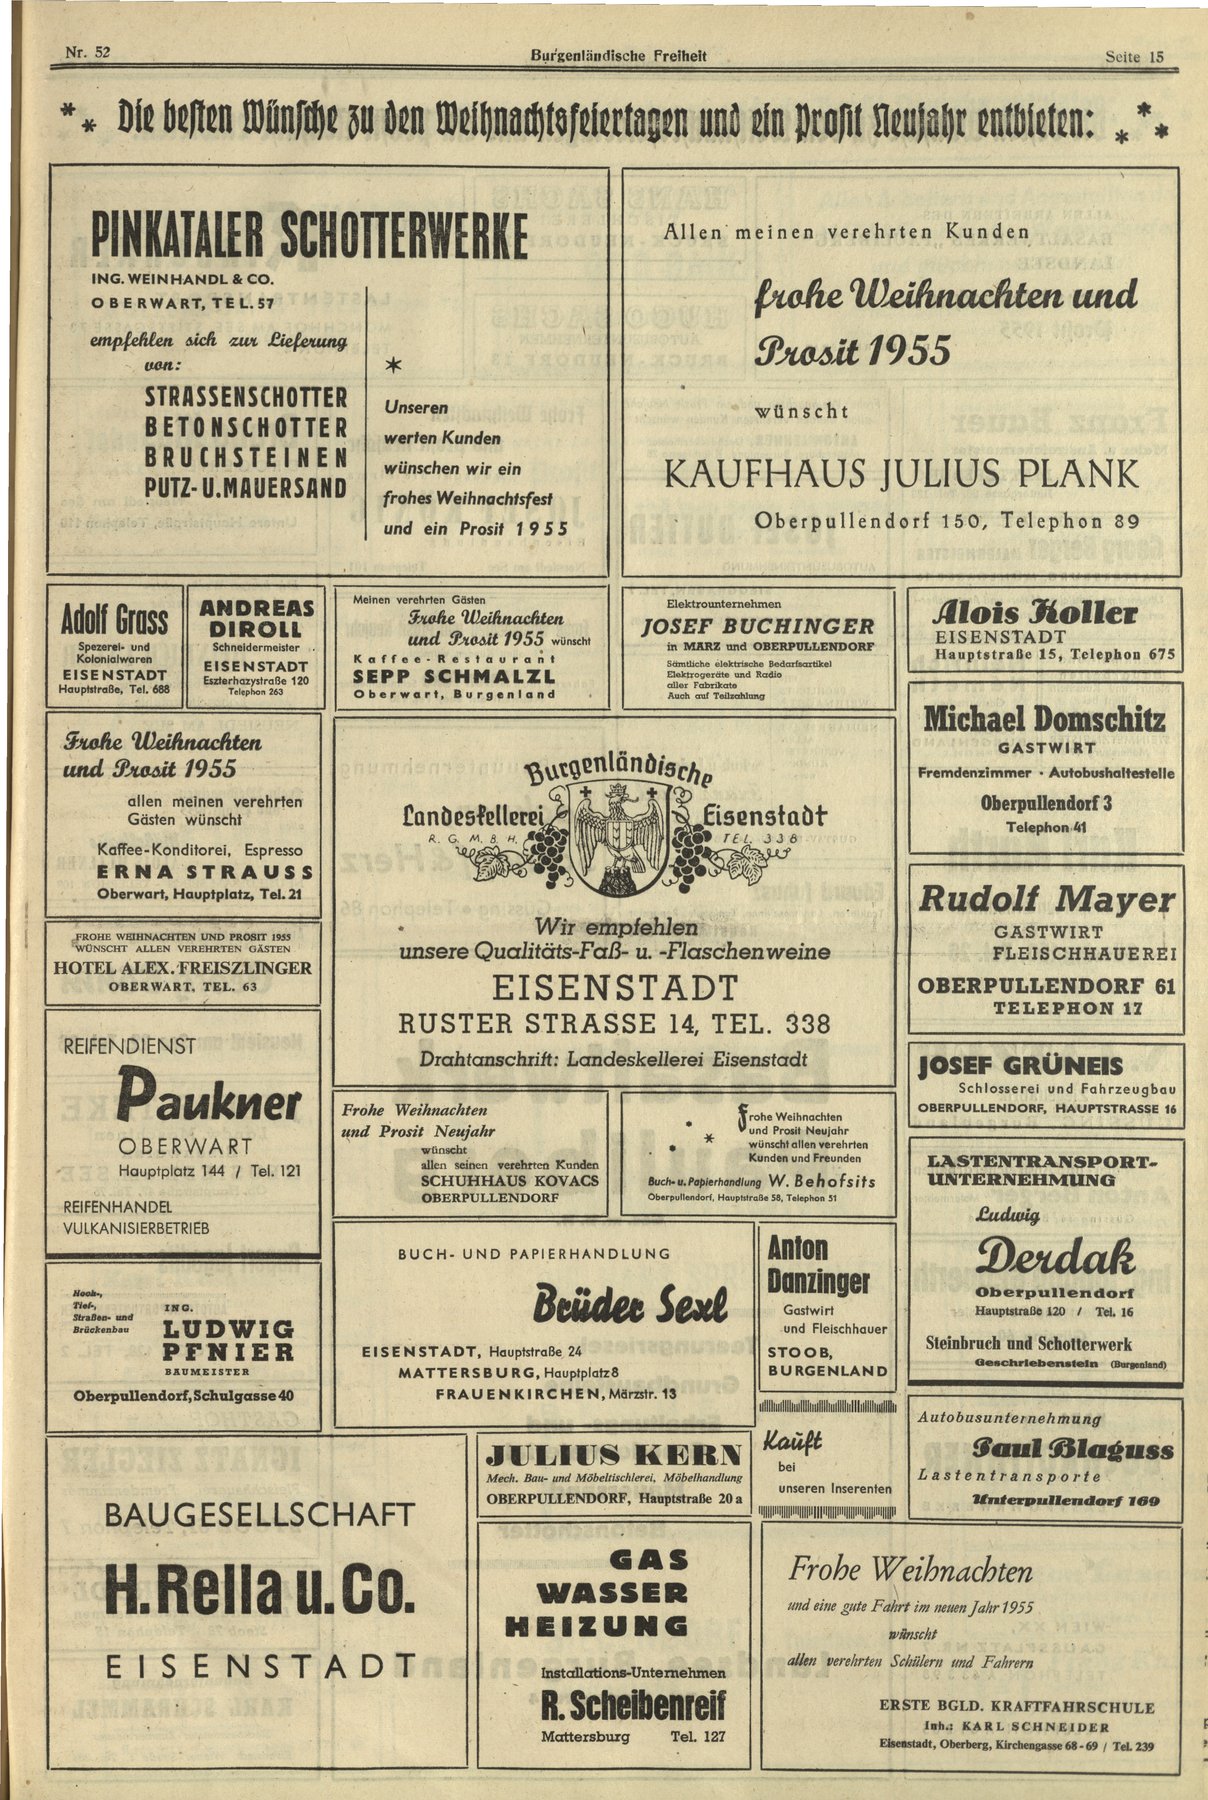 Nr. 52
Burgenländische Freiheit
Seite 15
Die besten Wünsche zu den Weihnachtsfeiertagen und ein Prosit Neujahr entbieten:
PINKATALER SCHOTTERWERKE
ING. WEINHANDL & CO.
OBERWART, TEL. 57
empfehlen sich zur Lieferung
von:
STRASSENSCHOTTER
BETONSCHOTTER
BRUCHSTEINEN
PUTZ- U. MAUERSAND
Unseren
werten Kunden
wünschen wir ein
frohes Weihnachtsfest
und ein Prosit 1955
Allen meinen verehrten Kunden
frohe Weihnachten und
Prosit 1955
wünscht
KAUFHAUS JULIUS PLANK
Oberpullendorf 150, Telephon 89
Adolf Grass
Spezerei- und
Kolonialwaren
EISENSTADT
Hauptstraße, Tel. 688
ANDREAS
DIROLL
Schneidermeister
EISENSTADT
Eszterhazystraße 120
Telephon 263
Meinen verehrten Gästen
Frohe Weihnachten
und Prosit 1955 wünscht
Kaffee-Restaurant
SEPP SCHMALZL
Oberwart, Burgenland
Elektrounternehmen
JOSEF BUCHINGER
in MARZ und OBERPULLENDORF
Sämtliche elektrische Bedarfsartikel
Elektrogeräte und Radio
aller Fabrikate
Auch auf Teilzahlung
Alois Koller
EISENSTADT
Hauptstraße 15, Telephon 675
Frohe Weihnachten
und Prosit 1955
allen meinen verehrten
Gästen wünscht
Kaffee-Konditorei, Espresso
ERNA STRAUSS
Oberwart, Hauptplatz, Tel. 21
FROHE WEIHNACHTEN UND PROSIT 1955
WÜNSCHT ALLEN VEREHRTEN GÄSTEN
HOTEL ALEX. FREISZLINGER
OBERWART, TEL. 63
REIFENDIENST
Paukner
OBERWART
Hauptplatz 144 / Tel. 121
REIFENHANDEL
VULKANISIERBETRIEB
Hoch-,
Tief-,
Straßen- und
Brückenbau
ING.
LUDWIG
PFNIER
BAUMEISTER
Oberpullendorf, Schulgasse 40
Burgenländische
Landeskellerei Eisenstadt
R. G. M. B. H. TEL. 338
Wir empfehlen
unsere Qualitäts-Faß- u. -Flaschenweine
EISENSTADT
RUSTER STRASSE 14, TEL. 338
Drahtanschrift: Landeskellerei Eisenstadt
Frohe Weihnachten
und Prosit Neujahr
wünscht
allen seinen verehrten Kunden
SCHUHHAUS KOVACS
OBERPULLENDORF
Frohe Weihnachten
und Prosit Neujahr
wünscht allen verehrten
Kunden und Freunden
Buch- u. Papierhandlung W. Behofsits
Oberpullendorf, Hauptstraße 58, Telephon 51
BUCH- UND PAPIERHANDLUNG
Brüder Sexl
EISENSTADT, Hauptstraße 24
MATTERSBURG, Hauptplatz 8
FRAUENKIRCHEN, Märzstr. 13
Anton
Danzinger
Gastwirt
und Fleischhauer
STOOB,
BURGENLAND
Kauft
bei
unseren Inserenten
Michael Domschitz
GASTWIRT
Fremdenzimmer · Autobushaltestelle
Oberpullendorf 3
Telephon 41
Rudolf Mayer
GASTWIRT
FLEISCHHAUEREI
OBERPULLENDORF 61
TELEPHON 17
JOSEF GRÜNEIS
Schlosserei und Fahrzeugbau
OBERPULLENDORF, HAUPTSTRASSE 16
LASTENTRANSPORT-
UNTERNEHMUNG
Ludwig
Derdak
Oberpullendorf
Hauptstraße 120 / Tel. 16
Steinbruch und Schotterwerk
Geschriebenstein (Burgenland)
Autobusunternehmung
Paul Blaguss
Lastentransporte
Unterpullendorf 169
BAUGESELLSCHAFT
H. Rella u. Co.
EISENSTADT
JULIUS KERN
Mech. Bau- und Möbeltischlerei, Möbelhandlung
OBERPULLENDORF, Hauptstraße 20 a
GAS
WASSER
HEIZUNG
Installations-Unternehmen
R. Scheibenreif
Mattersburg Tel. 127
Frohe Weihnachten
und eine gute Fahrt im neuen Jahr 1955
wünscht
allen verehrten Schülern und Fahrern
ERSTE BGLD. KRAFTFAHRSCHULE
Inh.: KARL SCHNEIDER
Eisenstadt, Oberberg, Kirchengasse 68-69 / Tel. 239